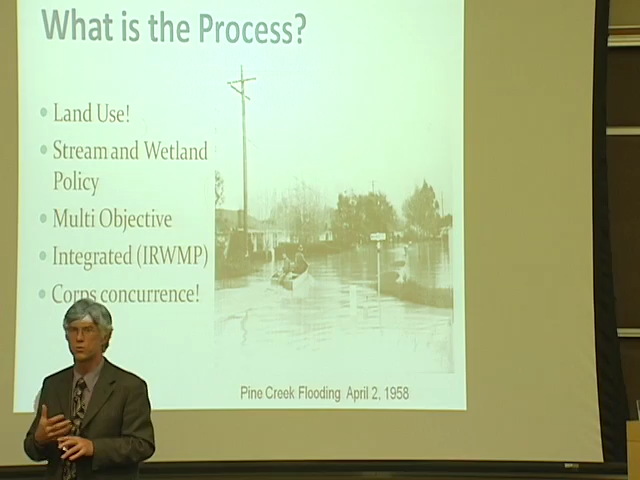 What is the Process?
Land Use!
Stream and Wetland
Policy
Multi Objective
Integrated (IRWMP)
Corps concurrence!
Pine Creek Flooding April 2, 1958